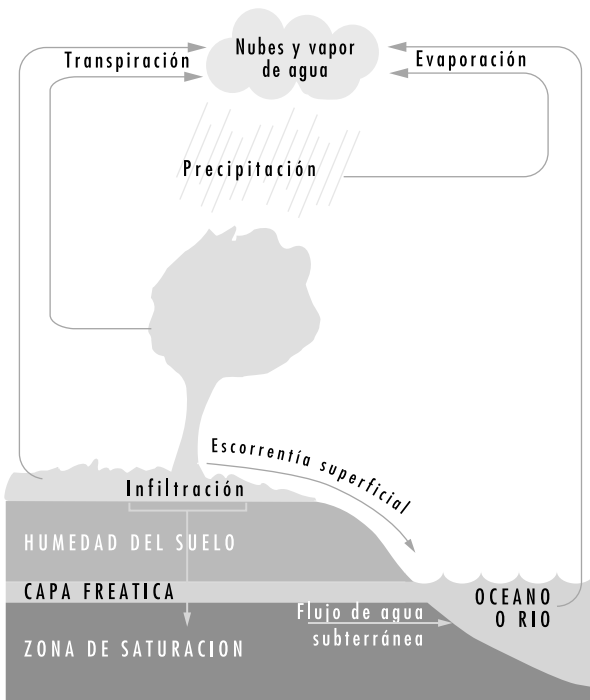 Transpiración
Nubes y vapor
de agua
Evaporación
Precipitación
Escorrentía superficial
Infiltración
HUMEDAD DEL SUELO
CAPA FREATICA
OCEANO
O RIO
Flujo de agua
subterránea
ZONA DE SATURACION